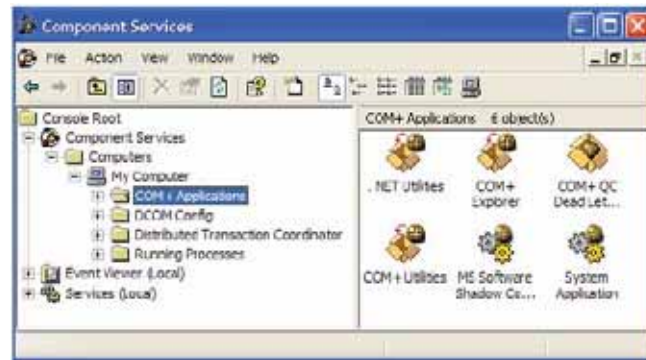 Component Services
File Action View Window Help
Console Root
Component Services
Computers
My Computer
COM+ Applications
DCOM Config
Distributed Transaction Coordinator
Running Processes
Event Viewer (Local)
Services (Local)
COM+ Applications 6 object(s)
.NET Utilities
COM+ Explorer
COM+ QC Dead Let...
COM+ Utilities
MS Software Shadow Co...
System Application